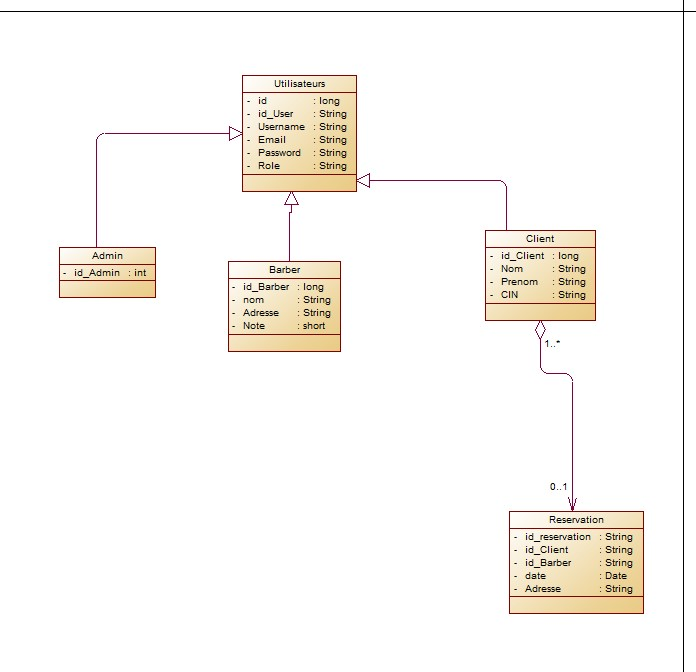 Utilisateurs
- id : long
- id_User : String
- Username : String
- Email : String
- Password : String
- Role : String
Admin
- id_Admin : int
Barber
- id_Barber : long
- nom : String
- Adresse : String
- Note : short
Client
- id_Client : long
- Nom : String
- Prenom : String
- CIN : String
1..*
0..1
Reservation
- id_reservation : String
- id_Client : String
- id_Barber : String
- date : Date
- Adresse : String